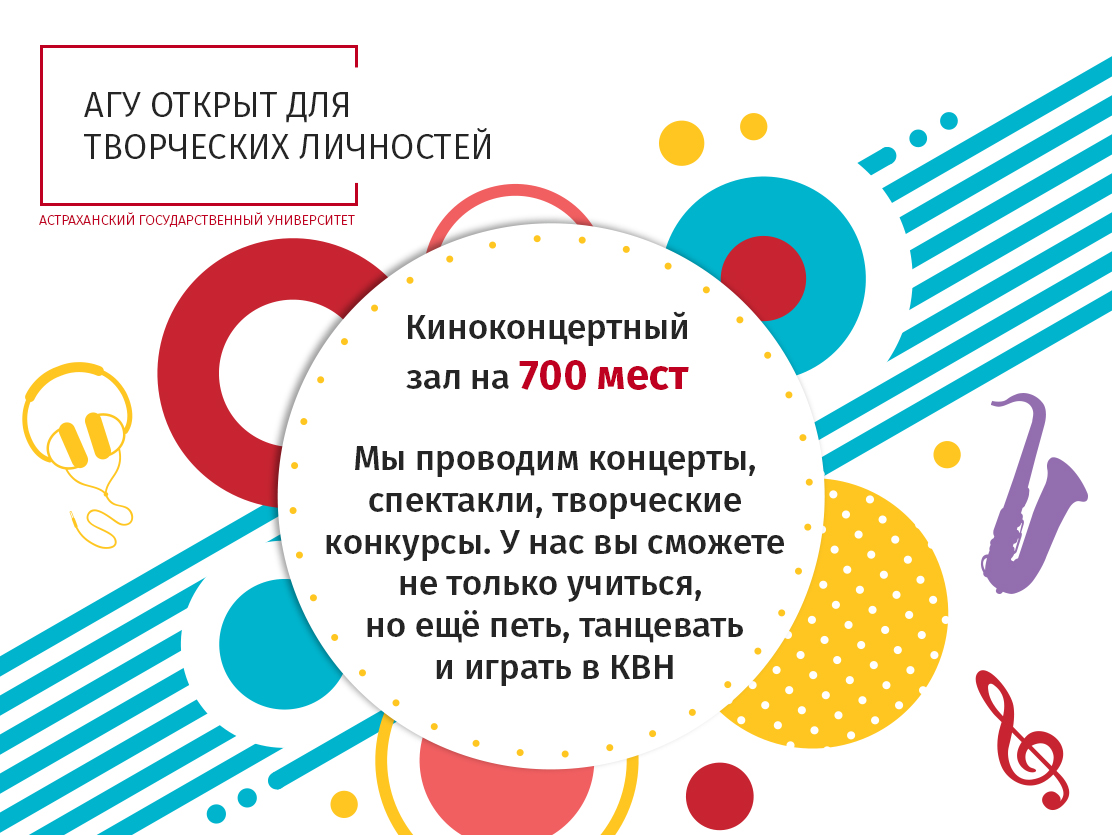 АГУ ОТКРЫТ ДЛЯ
ТВОРЧЕСКИХ ЛИЧНОСТЕЙ
АСТРАХАНСКИЙ ГОСУДАРСТВЕННЫЙ УНИВЕРСИТЕТ
Киноконцертный
зал на 700 мест
Мы проводим концерты,
спектакли, творческие
конкурсы. У нас вы сможете
не только учиться,
но ещё петь, танцевать
и играть в КВН